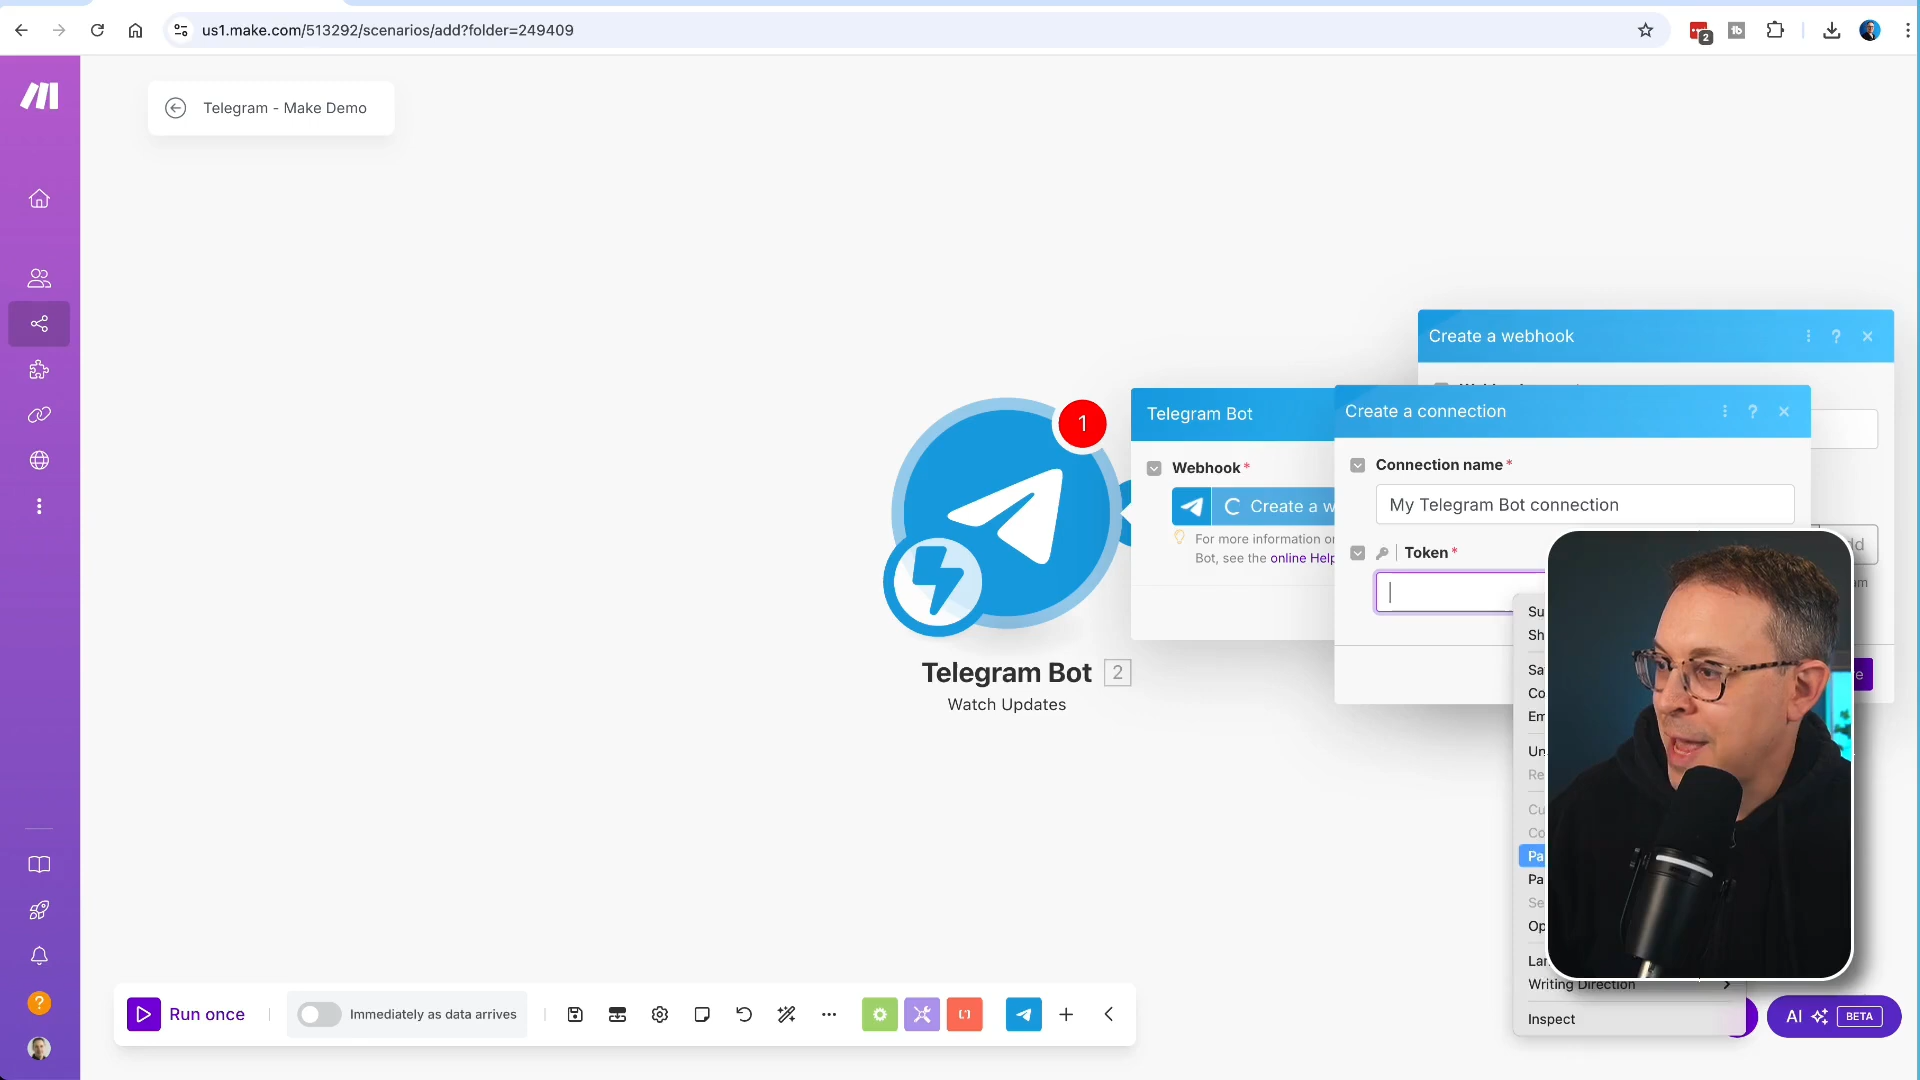 us1.make.com/513292/scenarios/add?folder=249409
2
Telegram - Make Demo
Create a webhook
Create a connection
Telegram Bot
1
Connection name *
Webhook *
My Telegram Bot connection
Create a w
For more information or
Bot, see the online Help
Token *
Su
Sh
Sa
Co
Em
Un
Re
Cu
Co
Pa
Pa
Se
Op
Lan
Writing Direction
Inspect
Telegram Bot 2
Watch Updates
Run once
Immediately as data arrives
AI BETA